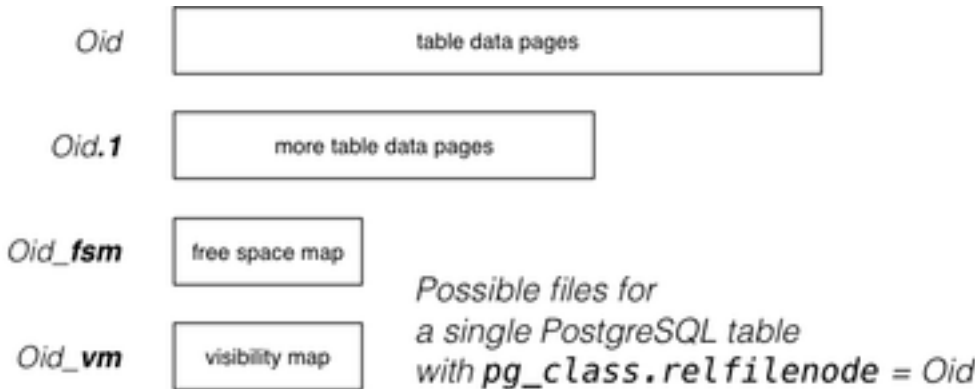 Oid table data pages
Oid.1 more table data pages
Oid_fsm free space map
Possible files for
a single PostgreSQL table
Oid_vm visibility map
with pg_class.relfilenode = Oid